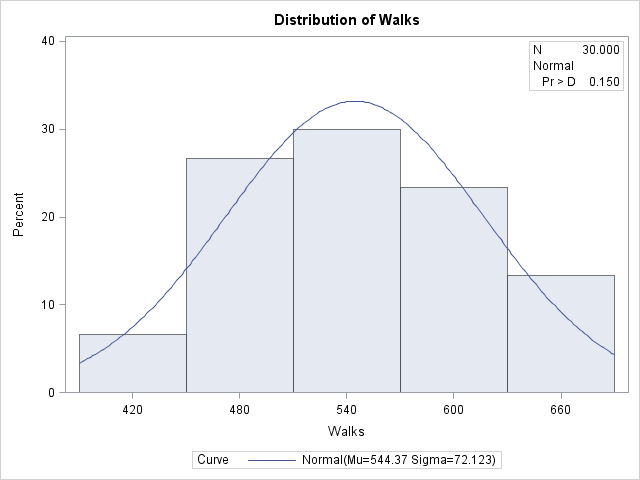 Distribution of Walks
40
30
20
10
0
Percent
N 30.000
Normal
Pr > D 0.150
420 480 540 600 660
Walks
Curve Normal(Mu=544.37 Sigma=72.123)